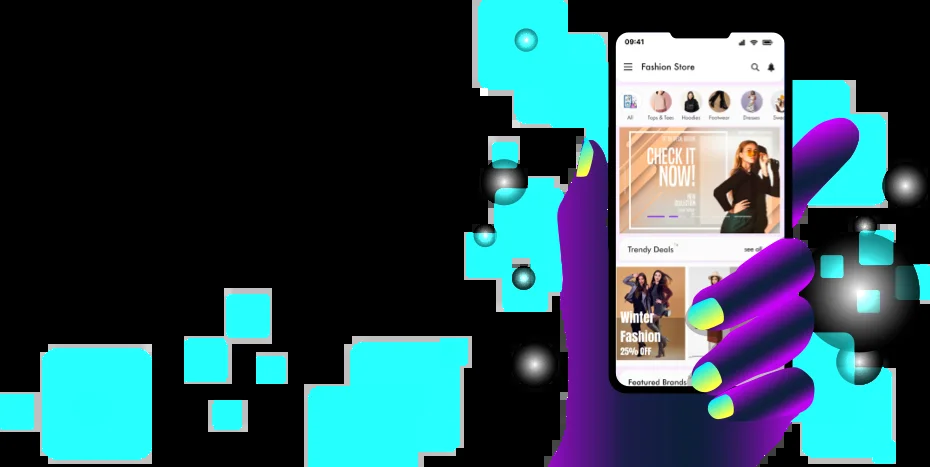 09:41
Fashion Store
All Tops & Tees Hoodies Footwear Dresses
CHECK IT
NOW!
NEW
Trendy Deals
see all
Winter
Fashion
25% OFF
Featured Brands